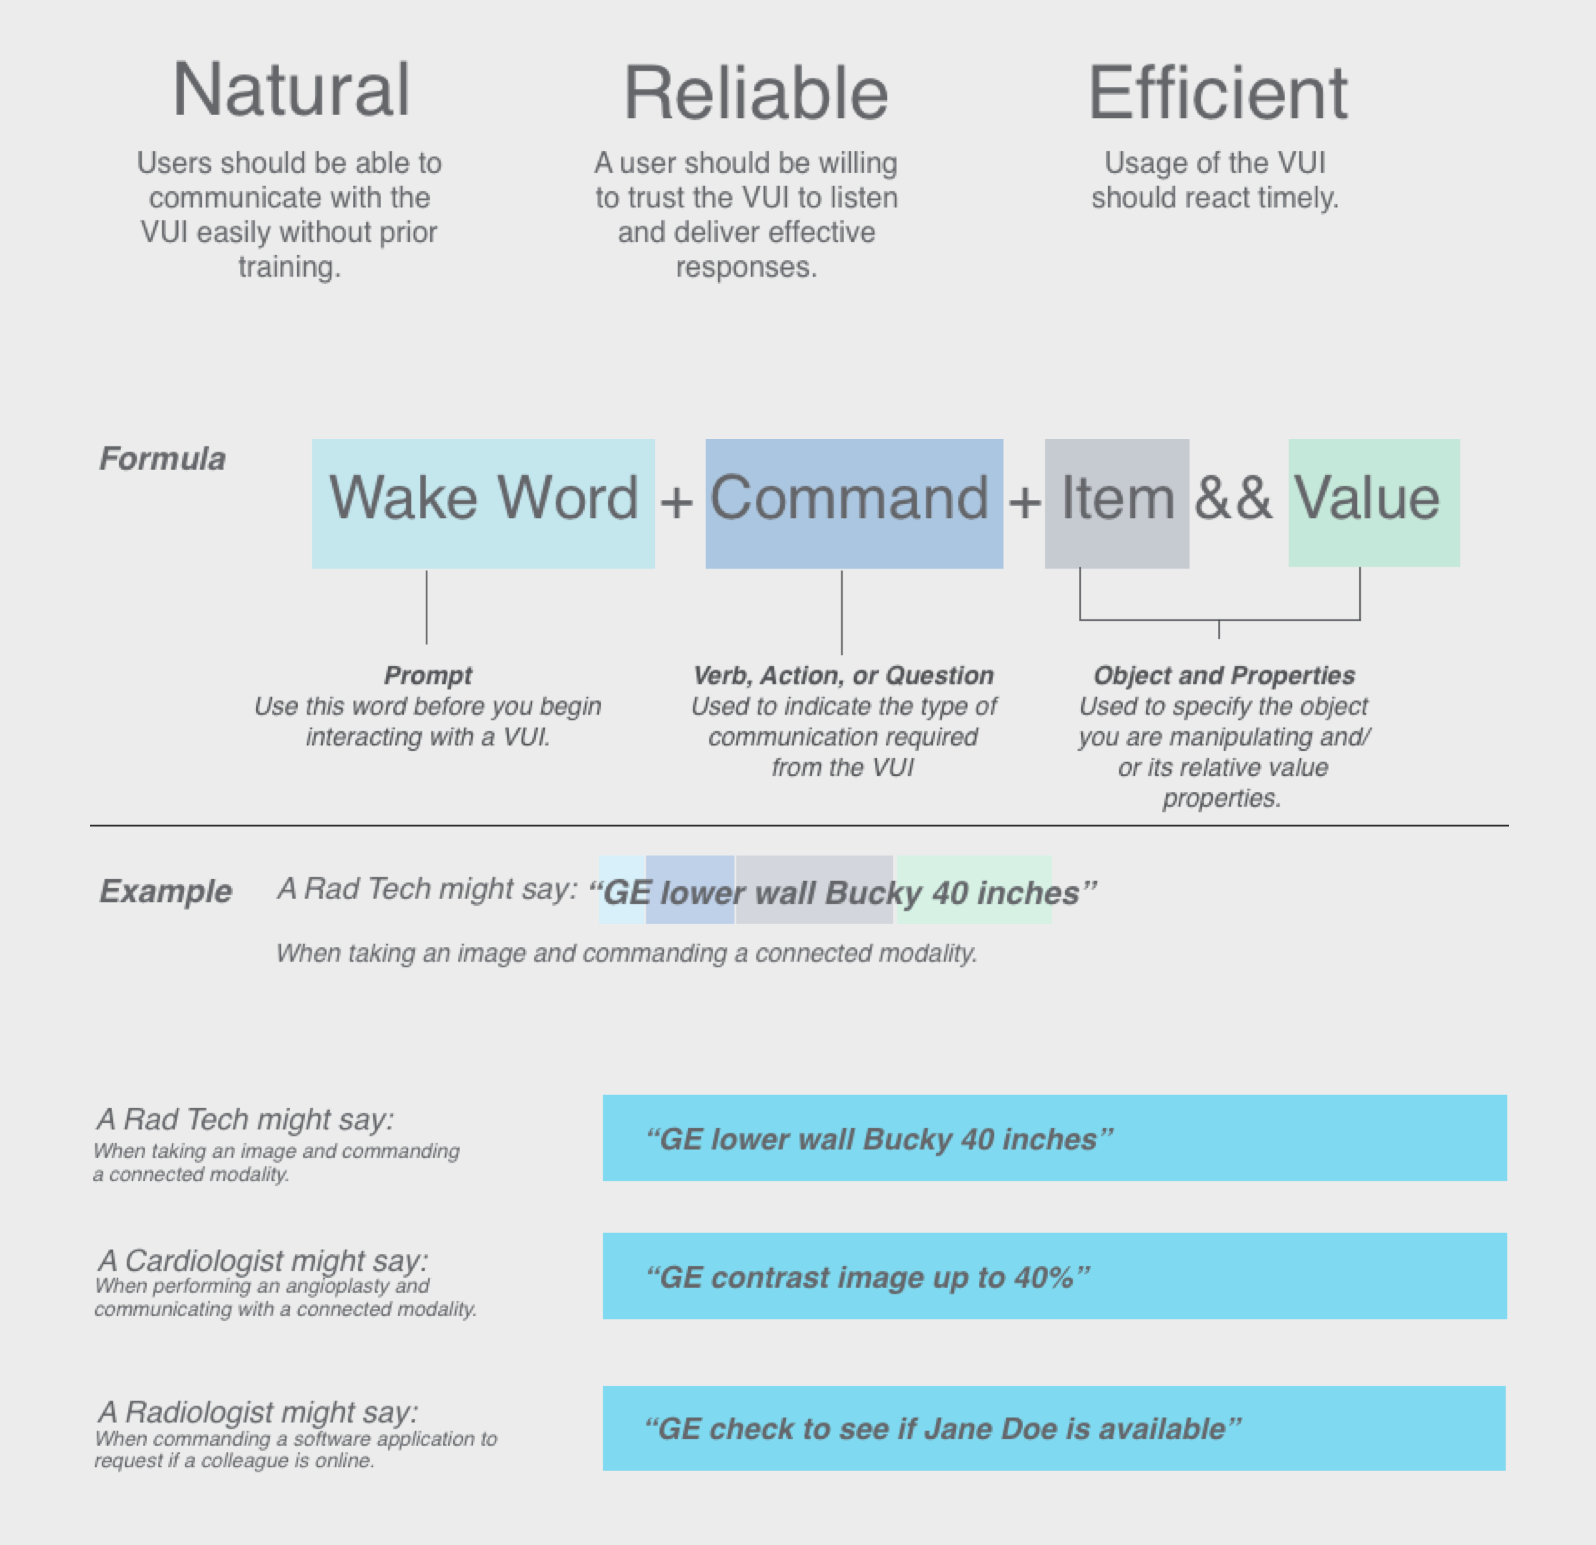 Natural
Users should be able to
communicate with the
VUI easily without prior
training.
Reliable
A user should be willing
to trust the VUI to listen
and deliver effective
responses.
Efficient
Usage of the VUI
should react timely.
Formula
Wake Word + Command + Item && Value
Prompt
Use this word before you begin
interacting with a VUI.
Verb, Action, or Question
Used to indicate the type of
communication required
from the VUI
Object and Properties
Used to specify the object
you are manipulating and/
or its relative value
properties.
Example
A Rad Tech might say: “GE lower wall Bucky 40 inches”
When taking an image and commanding a connected modality.
A Rad Tech might say:
When taking an image and commanding
a connected modality.
“GE lower wall Bucky 40 inches”
A Cardiologist might say:
When performing an angioplasty and
communicating with a connected modality.
“GE contrast image up to 40%”
A Radiologist might say:
When commanding a software application to
request if a colleague is online.
“GE check to see if Jane Doe is available”